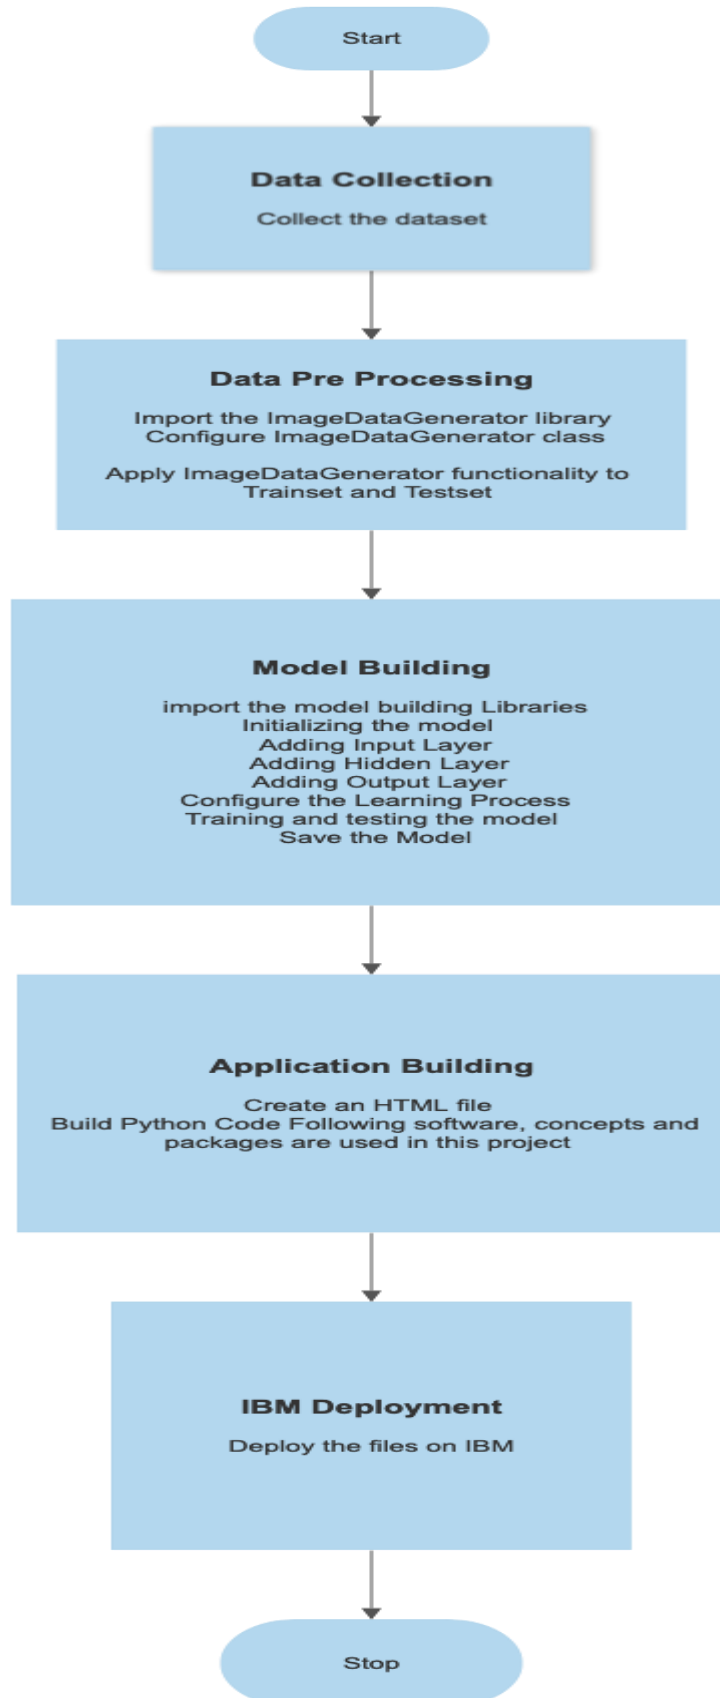 Start
Data Collection
Collect the dataset
Data Pre Processing
Import the ImageDataGenerator library
Configure ImageDataGenerator class
Apply ImageDataGenerator functionality to
Trainset and Testset
Model Building
import the model building Libraries
Initializing the model
Adding Input Layer
Adding Hidden Layer
Adding Output Layer
Configure the Learning Process
Training and testing the model
Save the Model
Application Building
Create an HTML file
Build Python Code Following software, concepts and
packages are used in this project
IBM Deployment
Deploy the files on IBM
Stop